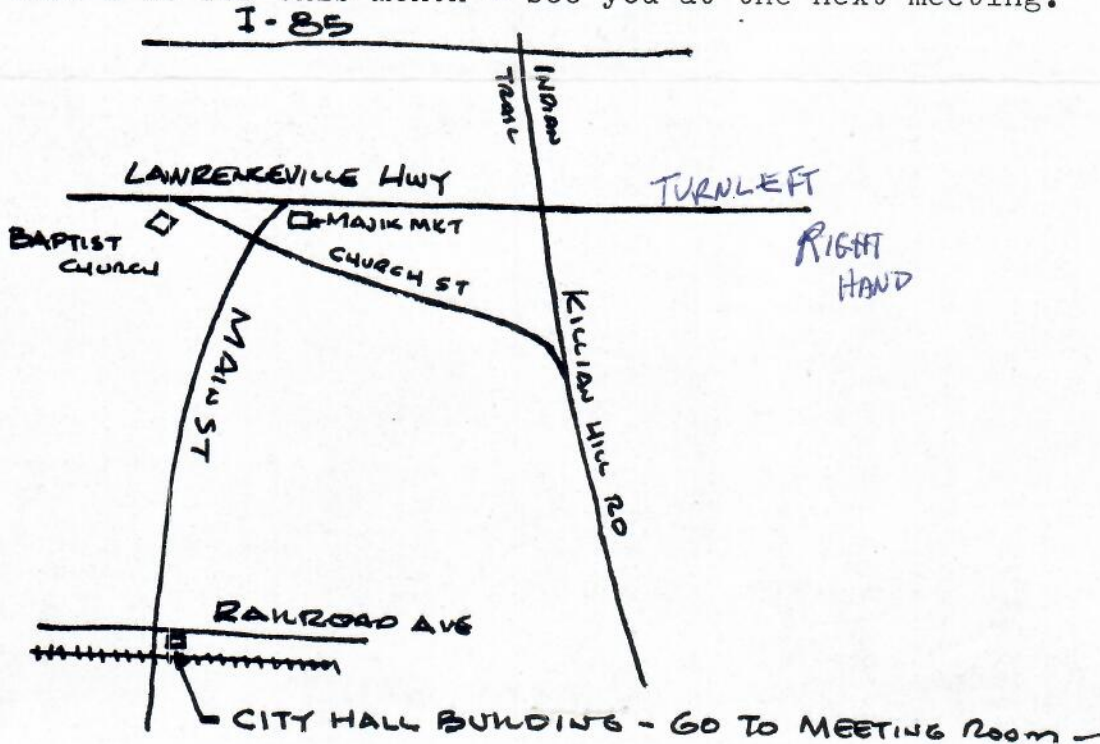 see you at the next meeting.
I-85
INDIAN
TRAIL
LAWRENCEVILLE HWY
TURN LEFT
MAJIK MKT
BAPTIST
CHURCH
RIGHT
HAND
CHURCH ST
KILLIAN HILL RD
MAIN ST
RAILROAD AVE
CITY HALL BUILDING - GO TO MEETING ROOM -